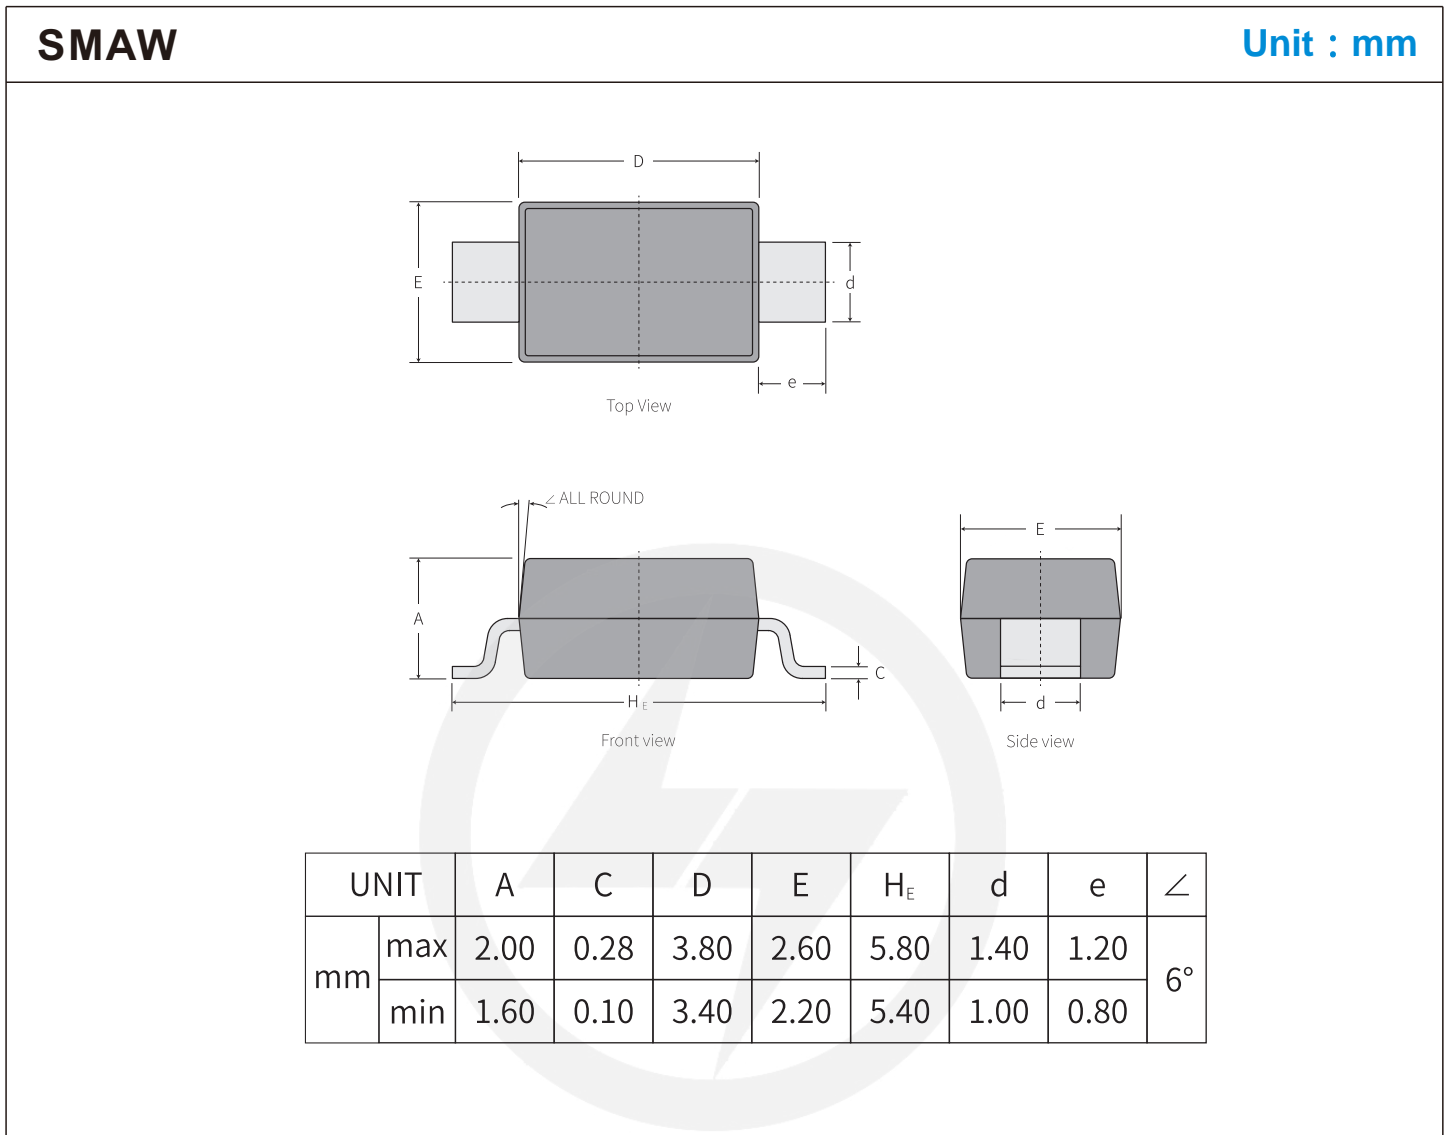 SMAW
Unit : mm
D
E
d
e
Top View
∠ ALL ROUND
E
A
C
H E
d
Front view
Side view
UNIT A C D E HE d e ∠
mm max 2.00 0.28 3.80 2.60 5.80 1.40 1.20 6°
min 1.60 0.10 3.40 2.20 5.40 1.00 0.80